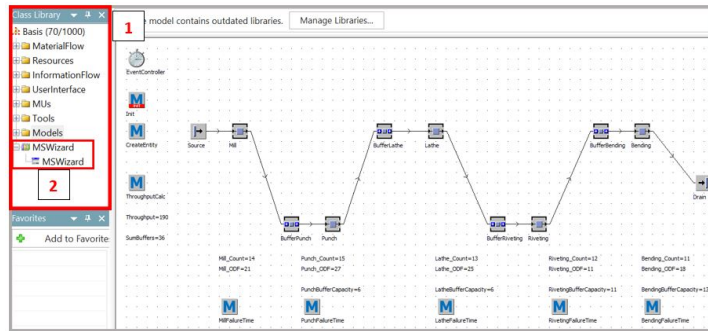 Class Library
Basis (70/1000)
MaterialFlow
Resources
InformationFlow
UserInterface
MUs
Tools
Models
MSWizard
MSWizard
1
2
Favorites
Add to Favorite
model contains outdated libraries.
Manage Libraries...
EventController
Init
M
CreateEntity
Source
Mill
BufferLathe
Lathe
BufferBending
Bending
M
ThroughputCalc
Drain
Throughput=190
SumBuffers=36
BufferPunch
Punch
BufferRiveting
Riveting
Mill_Count=14
Punch_Count=15
Lathe_Count=13
Riveting_Count=12
Bending_Count=11
Mill_ODF=21
Punch_ODF=27
Lathe_ODF=25
Riveting_ODF=11
Bending_ODF=18
PunchBufferCapacity=6
LatheBufferCapacity=6
RivetingBufferCapacity=11
BendingBufferCapacity=13
M
M
M
M
M
MillFailureTime
PunchFailureTime
LatheFailureTime
RivetingFailureTime
BendingFailureTime